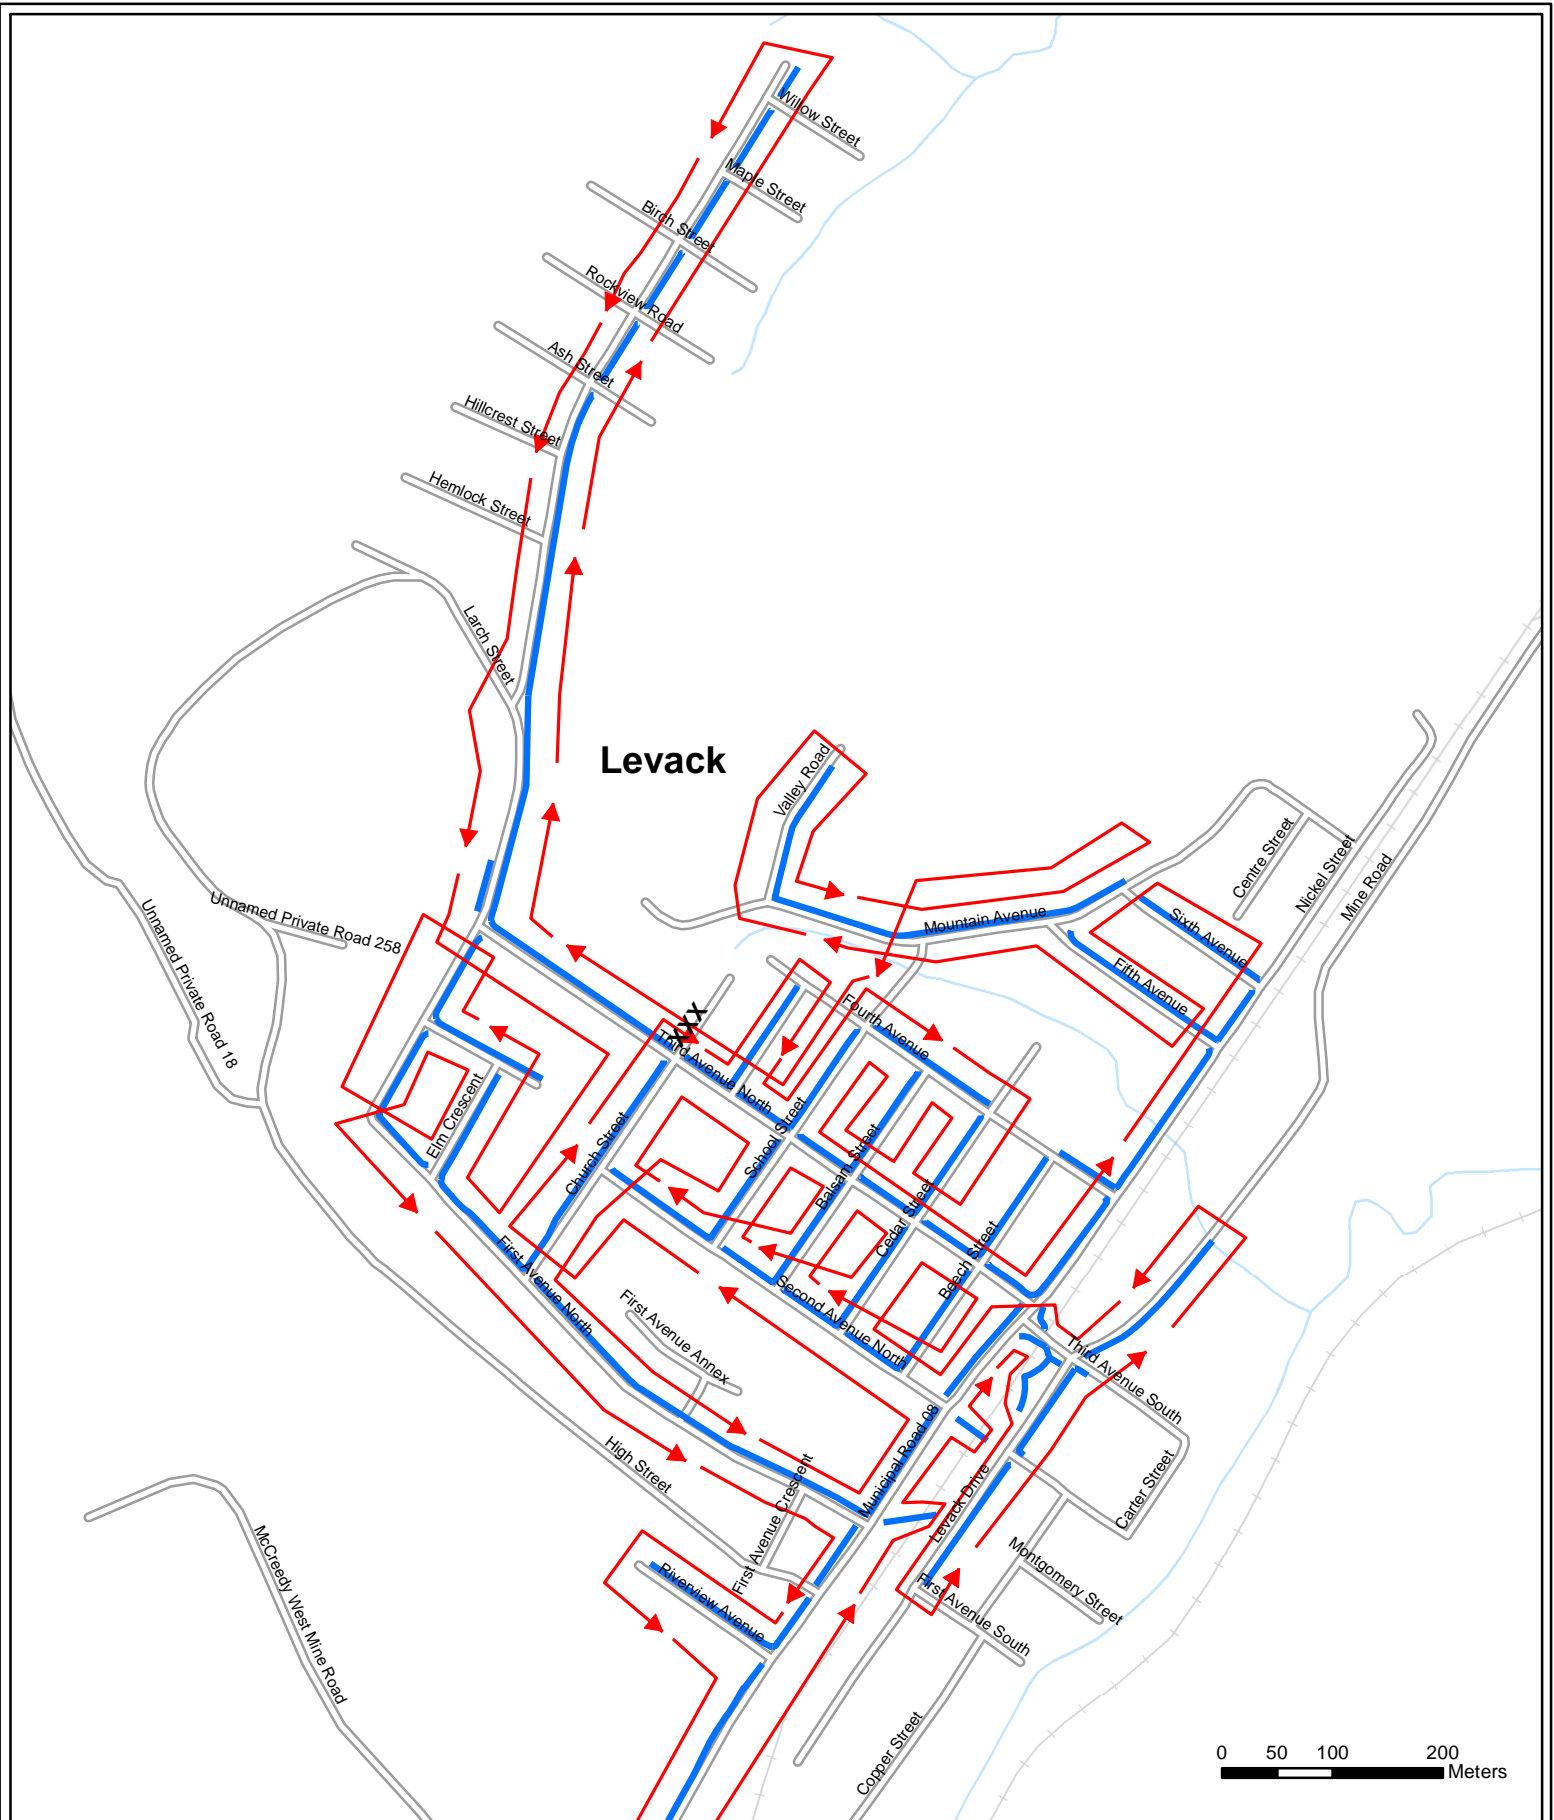 Willow Street
Maple Street
Birch Street
Rockview Road
Ash Street
Hillcrest Street
Hemlock Street
Larch Street
Levack
Valley Road
Centre Street
Nickel Street
Mine Road
Unnamed Private Road 258
Unnamed Private Road 18
Mountain Avenue
Sixth Avenue
Fifth Avenue
Fourth Avenue
XXX
Third Avenue North
Elm Crescent
Church Street
School Street
Balsam Street
Cedar Street
Beech Street
First Avenue North
Second Avenue North
First Avenue Annex
Third Avenue South
Municipal Road 08
High Street
First Avenue Crescent
Levack Drive
Carter Street
Montgomery Street
First Avenue South
Riverview Avenue
McCreedy West Mine Road
Copper Street
0 50 100 200
Meters